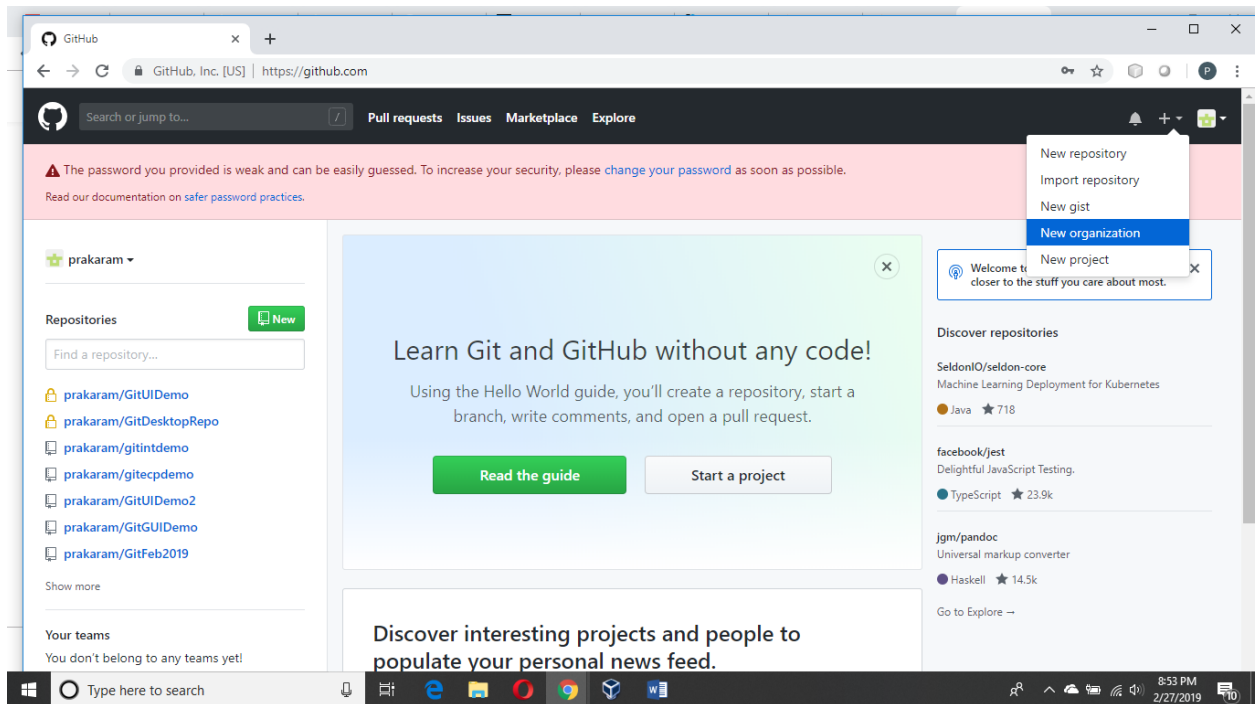 GitHub
GitHub, Inc. [US] | https://github.com
P
Search or jump to...
/
Pull requests Issues Marketplace Explore
New repository
Import repository
New gist
New organization
New project
The password you provided is weak and can be easily guessed. To increase your security, please change your password as soon as possible.
Read our documentation on safer password practices.
prakaram
Repositories
New
Find a repository...
prakaram/GitUIDemo
prakaram/GitDesktopRepo
prakaram/gitintdemo
prakaram/gitecpdemo
prakaram/GitUIDemo2
prakaram/GitGUIDemo
prakaram/GitFeb2019
Show more
Your teams
You don't belong to any teams yet!
Learn Git and GitHub without any code!
Using the Hello World guide, you'll create a repository, start a
branch, write comments, and open a pull request.
Read the guide
Start a project
Discover interesting projects and people to
populate your personal news feed.
Welcome
closer to the stuff you care about most.
Discover repositories
SeldonIO/seldon-core
Machine Learning Deployment for Kubernetes
Java 718
facebook/jest
Delightful JavaScript Testing.
TypeScript 23.9k
jgm/pandoc
Universal markup converter
Haskell 14.5k
Go to Explore →
Type here to search
8:53 PM
2/27/2019
10